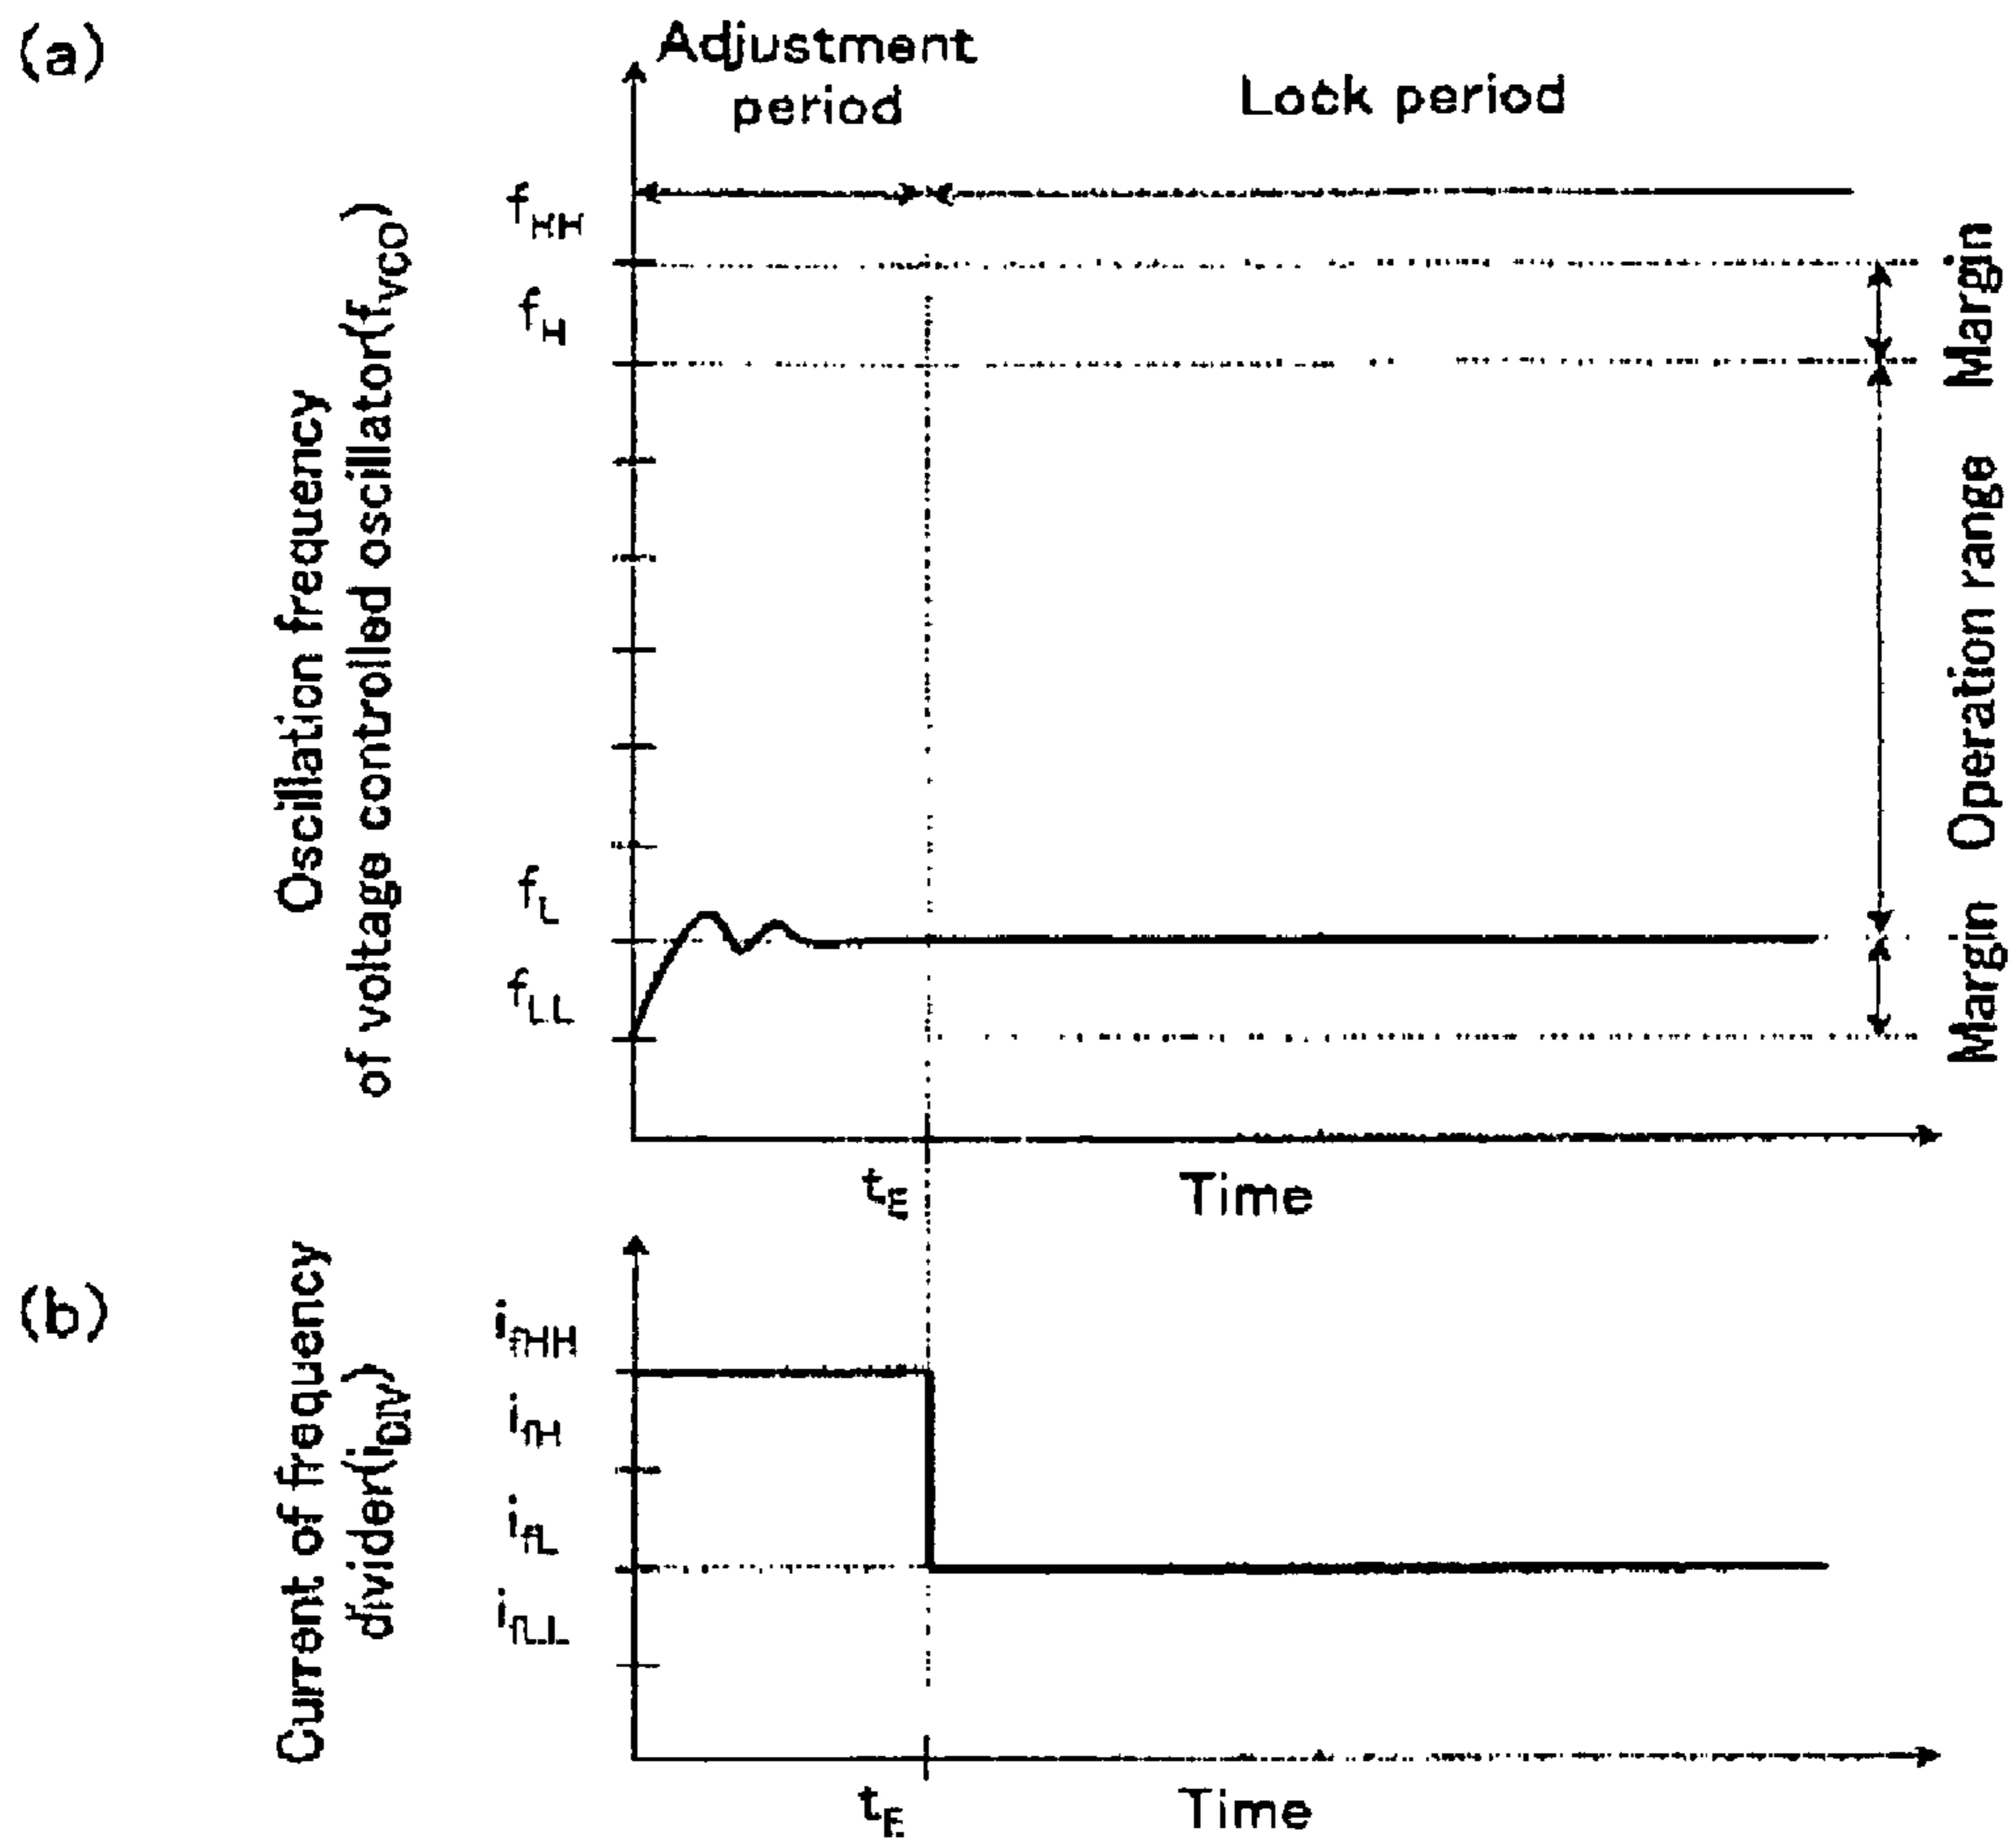 (a)
Adjustment
period
Lock period
Oscillation frequency
of voltage controlled oscillator(fVCO)
fHH
fH
fL
fLL
Margin
Operation range
Margin
tE
Time
(b)
Current of frequency
divider(iDIV)
ifHH
ifH
ifL
ifLL
tE
Time